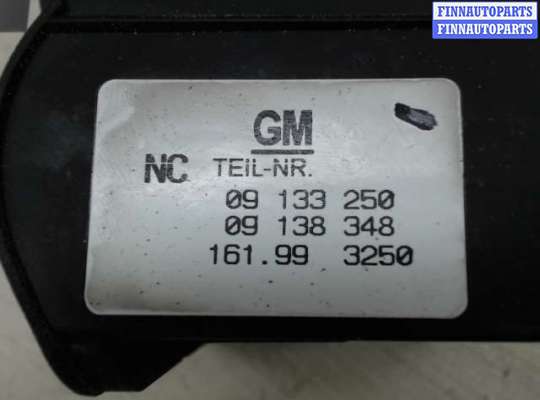 FINNAUTOPARTS
FINNAUTOPARTS
GM
NC TEIL-NR.
09 133 250
09 138 348
161.99 3250